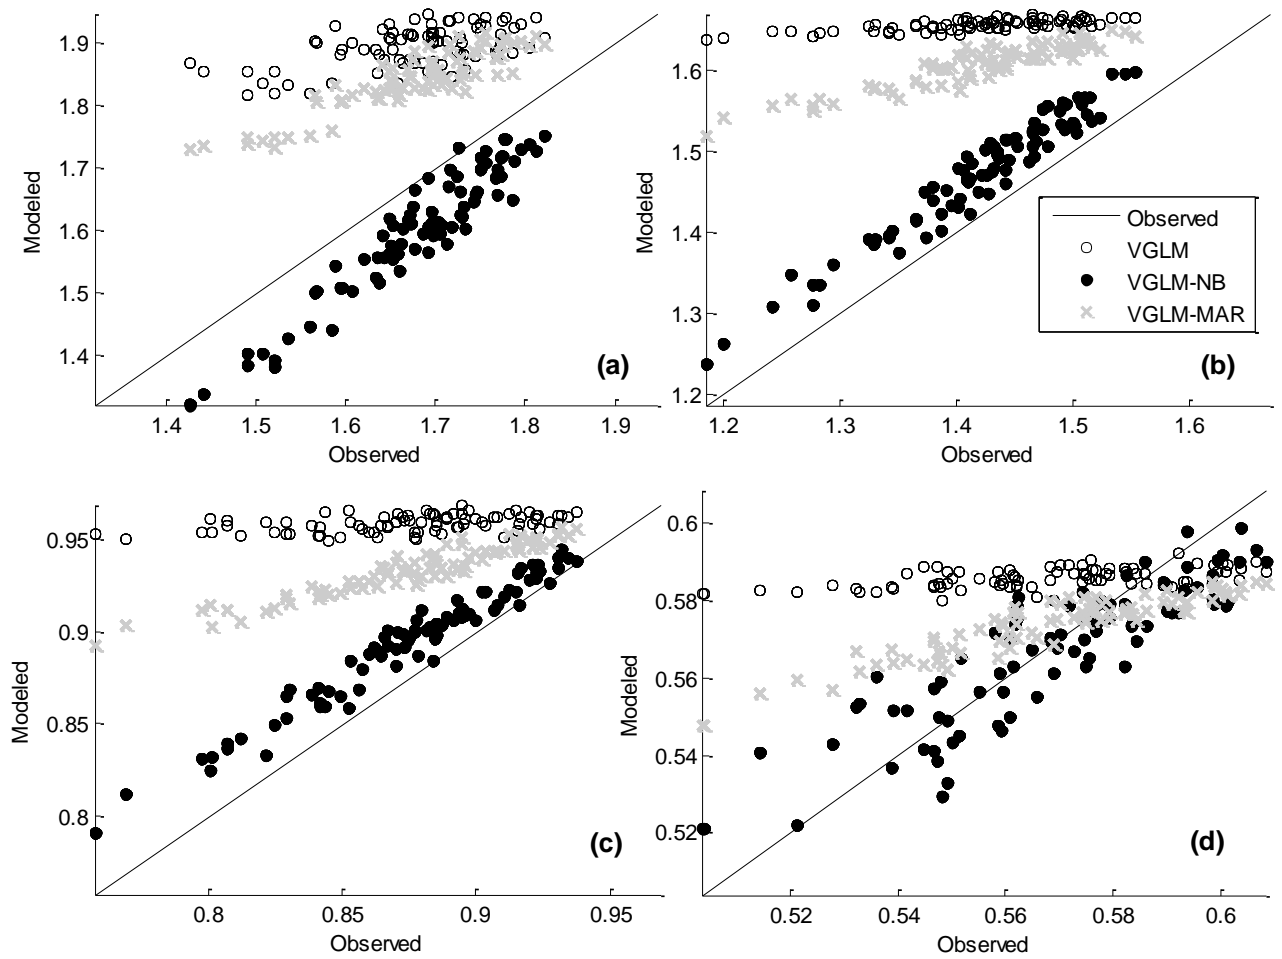 1.9
1.8
1.7
1.6
1.5
1.4
Modeled
(a)
1.4 1.5 1.6 1.7 1.8 1.9
Observed
1.6
1.5
1.4
1.3
1.2
Modeled
Observed
VGLM
VGLM-NB
VGLM-MAR
(b)
1.2 1.3 1.4 1.5 1.6
Observed
0.95
0.9
0.85
0.8
Modeled
(c)
0.8 0.85 0.9 0.95
Observed
0.6
0.58
0.56
0.54
0.52
Modeled
(d)
0.52 0.54 0.56 0.58 0.6
Observed